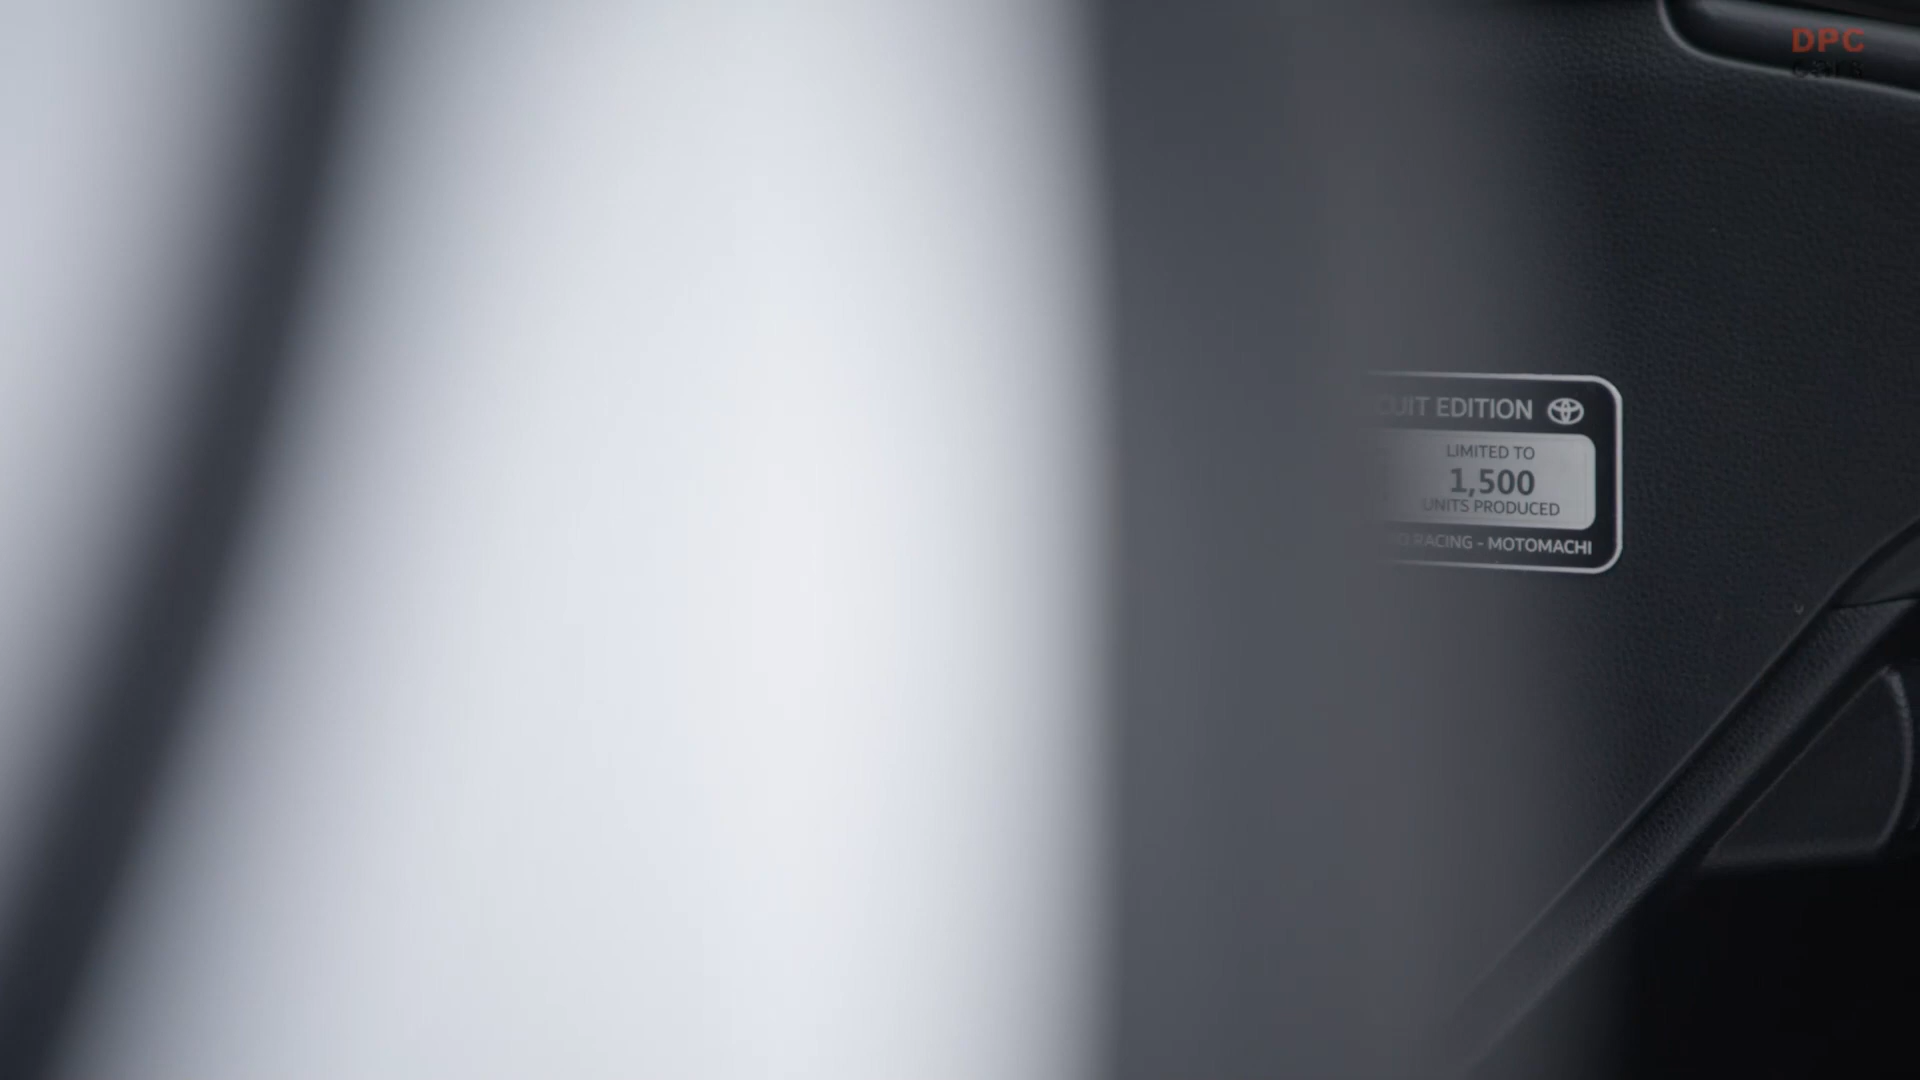 DPC
CUIT EDITION
LIMITED TO
1,500
UNITS PRODUCED
RACING - MOTOMACHI